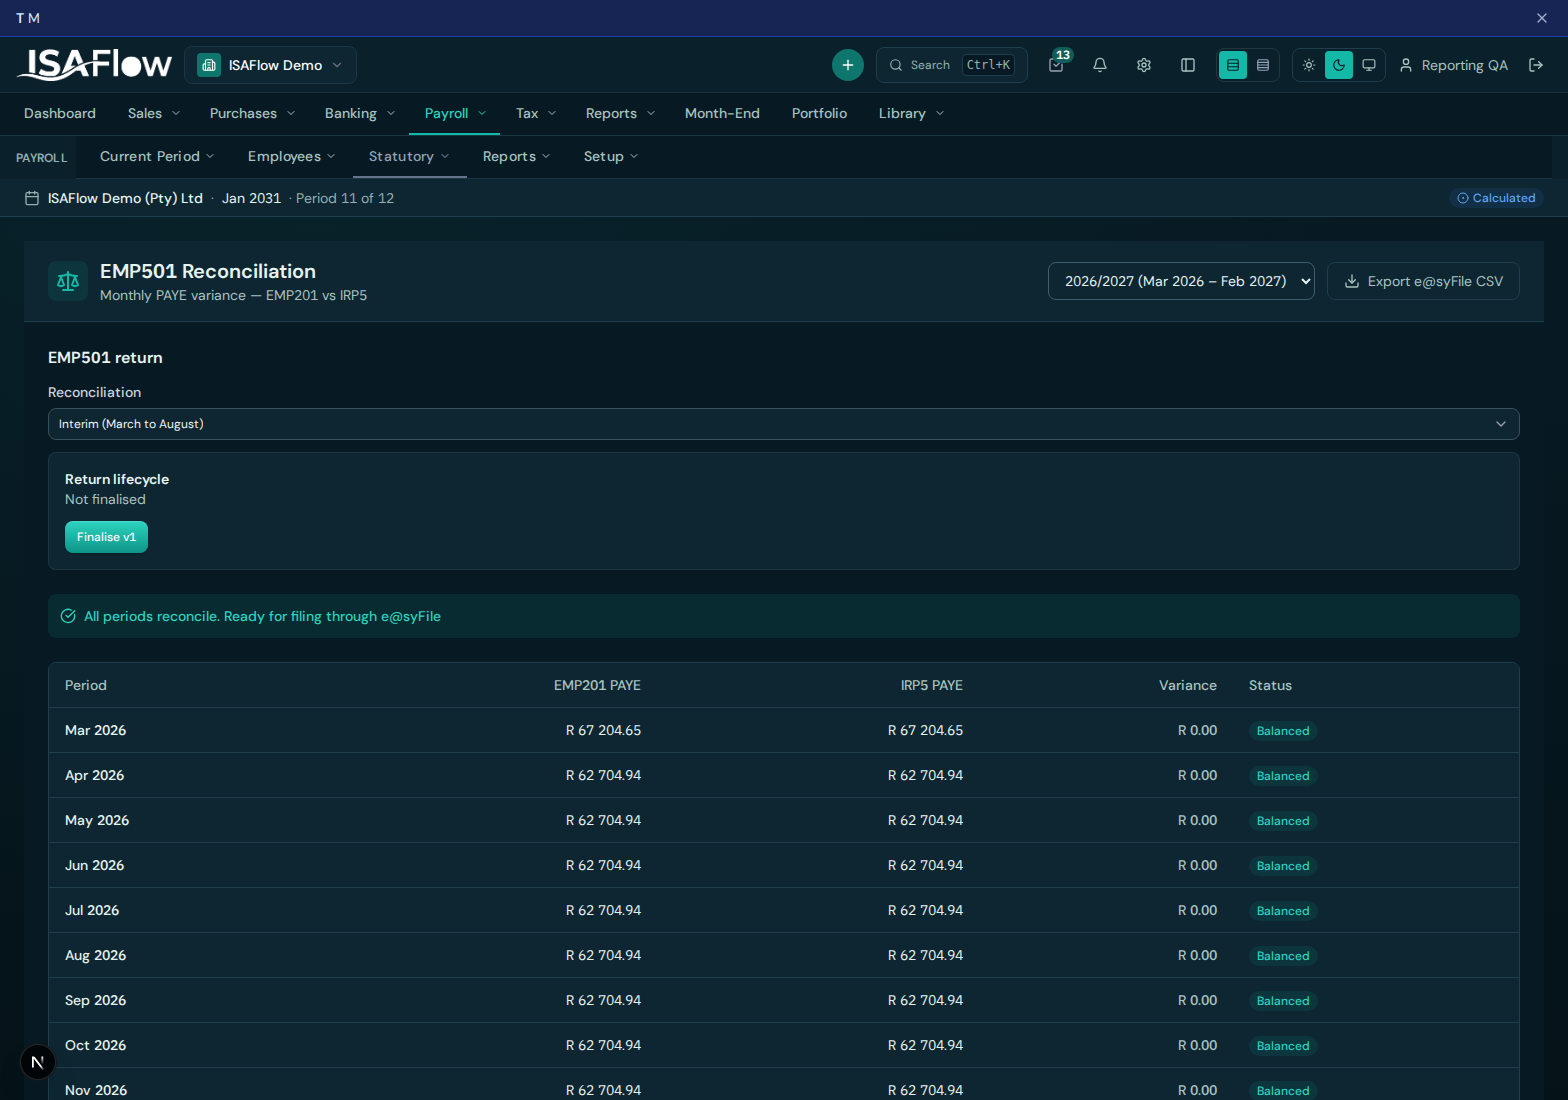 T M
ISAFlow
ISAFlow Demo
Search Ctrl+K
13
Reporting QA
Dashboard Sales Purchases Banking Payroll Tax Reports Month-End Portfolio Library
PAYROLL Current Period Employees Statutory Reports Setup
ISAFlow Demo (Pty) Ltd · Jan 2031 · Period 11 of 12
Calculated
EMP501 Reconciliation
Monthly PAYE variance — EMP201 vs IRP5
2026/2027 (Mar 2026 – Feb 2027)
Export e@syFile CSV
EMP501 return
Reconciliation
Interim (March to August)
Return lifecycle
Not finalised
Finalise v1
All periods reconcile. Ready for filing through e@syFile
Period EMP201 PAYE IRP5 PAYE Variance Status
Mar 2026 R 67 204.65 R 67 204.65 R 0.00 Balanced
Apr 2026 R 62 704.94 R 62 704.94 R 0.00 Balanced
May 2026 R 62 704.94 R 62 704.94 R 0.00 Balanced
Jun 2026 R 62 704.94 R 62 704.94 R 0.00 Balanced
Jul 2026 R 62 704.94 R 62 704.94 R 0.00 Balanced
Aug 2026 R 62 704.94 R 62 704.94 R 0.00 Balanced
Sep 2026 R 62 704.94 R 62 704.94 R 0.00 Balanced
Oct 2026 R 62 704.94 R 62 704.94 R 0.00 Balanced
N
Nov 2026 R 62 704.94 R 62 704.94 R 0.00 Balanced